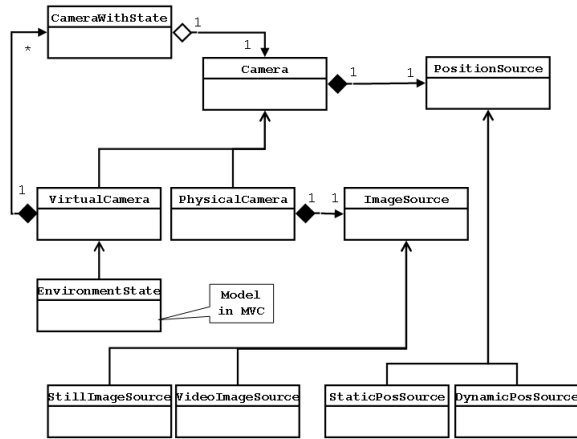 CameraWithState
1
1
*
Camera
1
1
PositionSource
1
VirtualCamera
PhysicalCamera
1
1
ImageSource
EnvironmentState
Model
in MVC
StillImageSource
VideoImageSource
StaticPosSource
DynamicPosSource